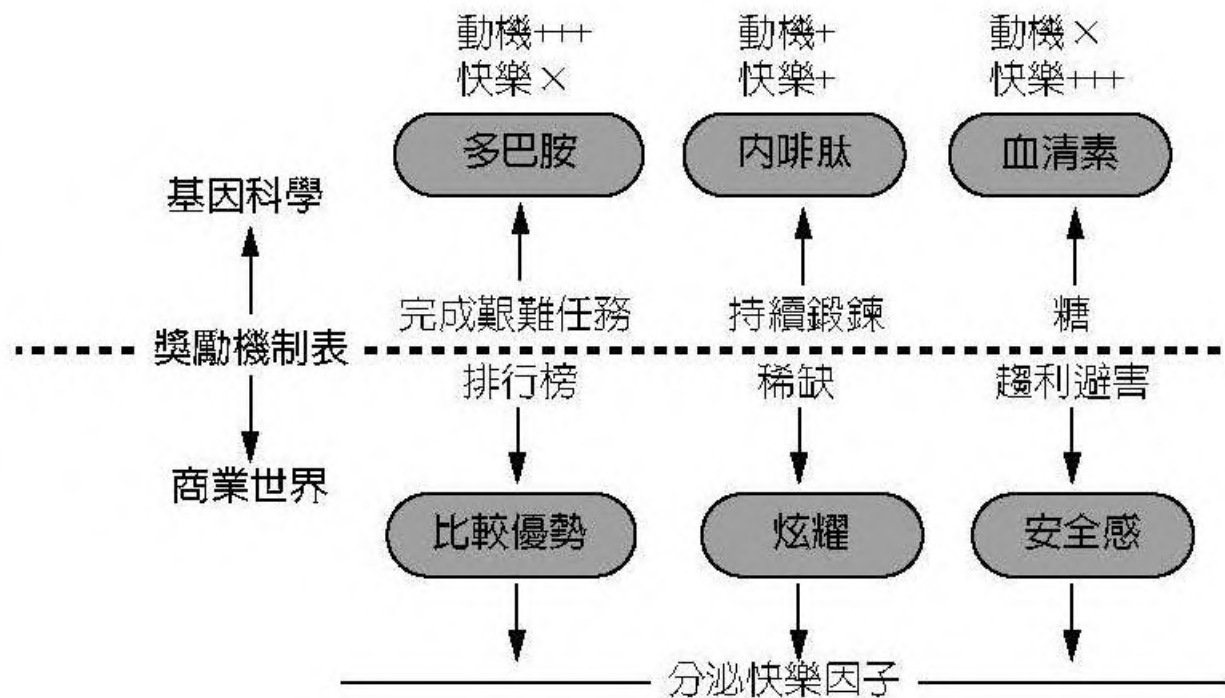 動機+++
快樂×
動機+
快樂+
動機×
快樂+++
多巴胺
內啡肽
血清素
基因科學
完成艱難任務
持續鍛鍊
糖
獎勵機制表
排行榜
稀缺
趨利避害
商業世界
比較優勢
炫耀
安全感
分泌快樂因子